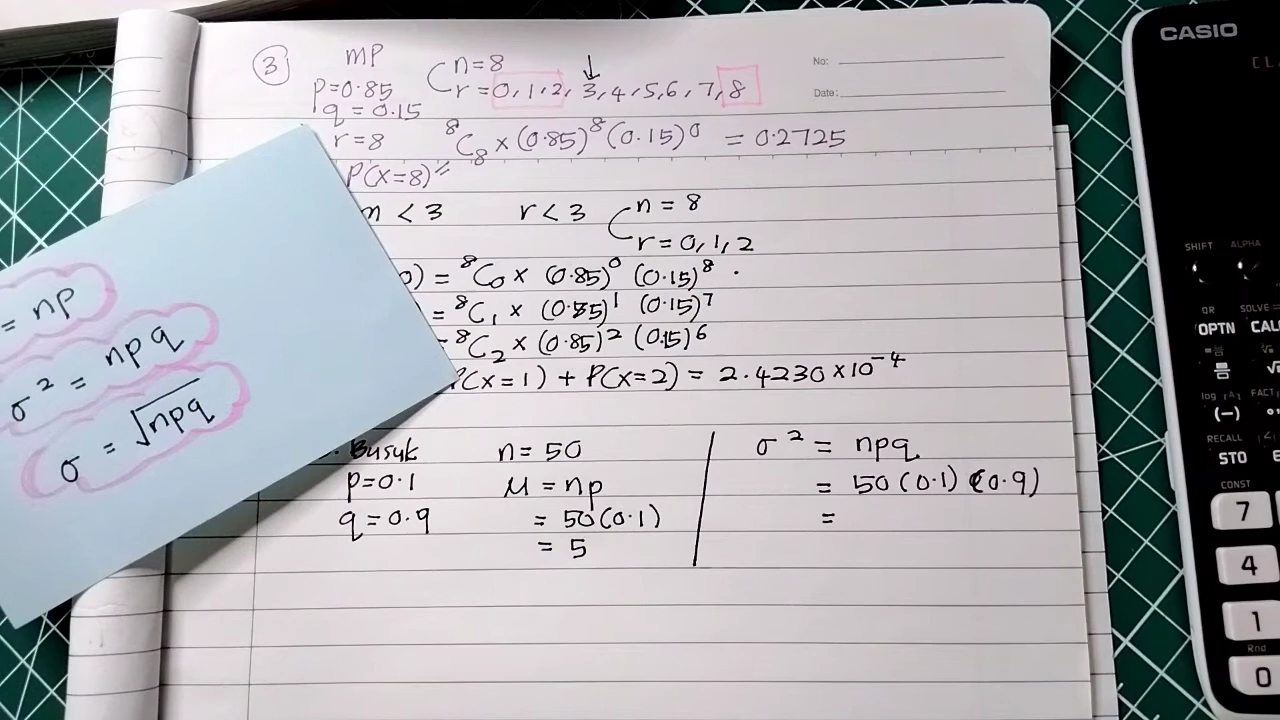 ③ MP
p=0.85
q = 0.15
n = 8
r = 0, 1, 2, 3, 4, 5, 6, 7, 8
No:
Date:
r = 8 ⁸C₈ × (0.85)⁸ (0.15)⁰ = 0.2725
P(X=8)
m < 3 r < 3 n = 8
r = 0, 1, 2
0) = ⁸C₀ × (0.85)⁰ (0.15)⁸
= ⁸C₁ × (0.85)¹ (0.15)⁷
= ⁸C₂ × (0.85)² (0.15)⁶
P(X=1) + P(X=2) = 2.4230 × 10⁻⁴
Busuk n = 50
p=0.1 μ = np
q = 0.9 = 50(0.1)
= 5
σ² = npq
= 50(0.1)(0.9)
=
= np
σ² = npq
σ = √npq
CASIO
CL
SHIFT ALPHA
QR SOLVE =
OPTN CAL
(−)
RECALL
STO
CONST
7
4
1
Rnd
0